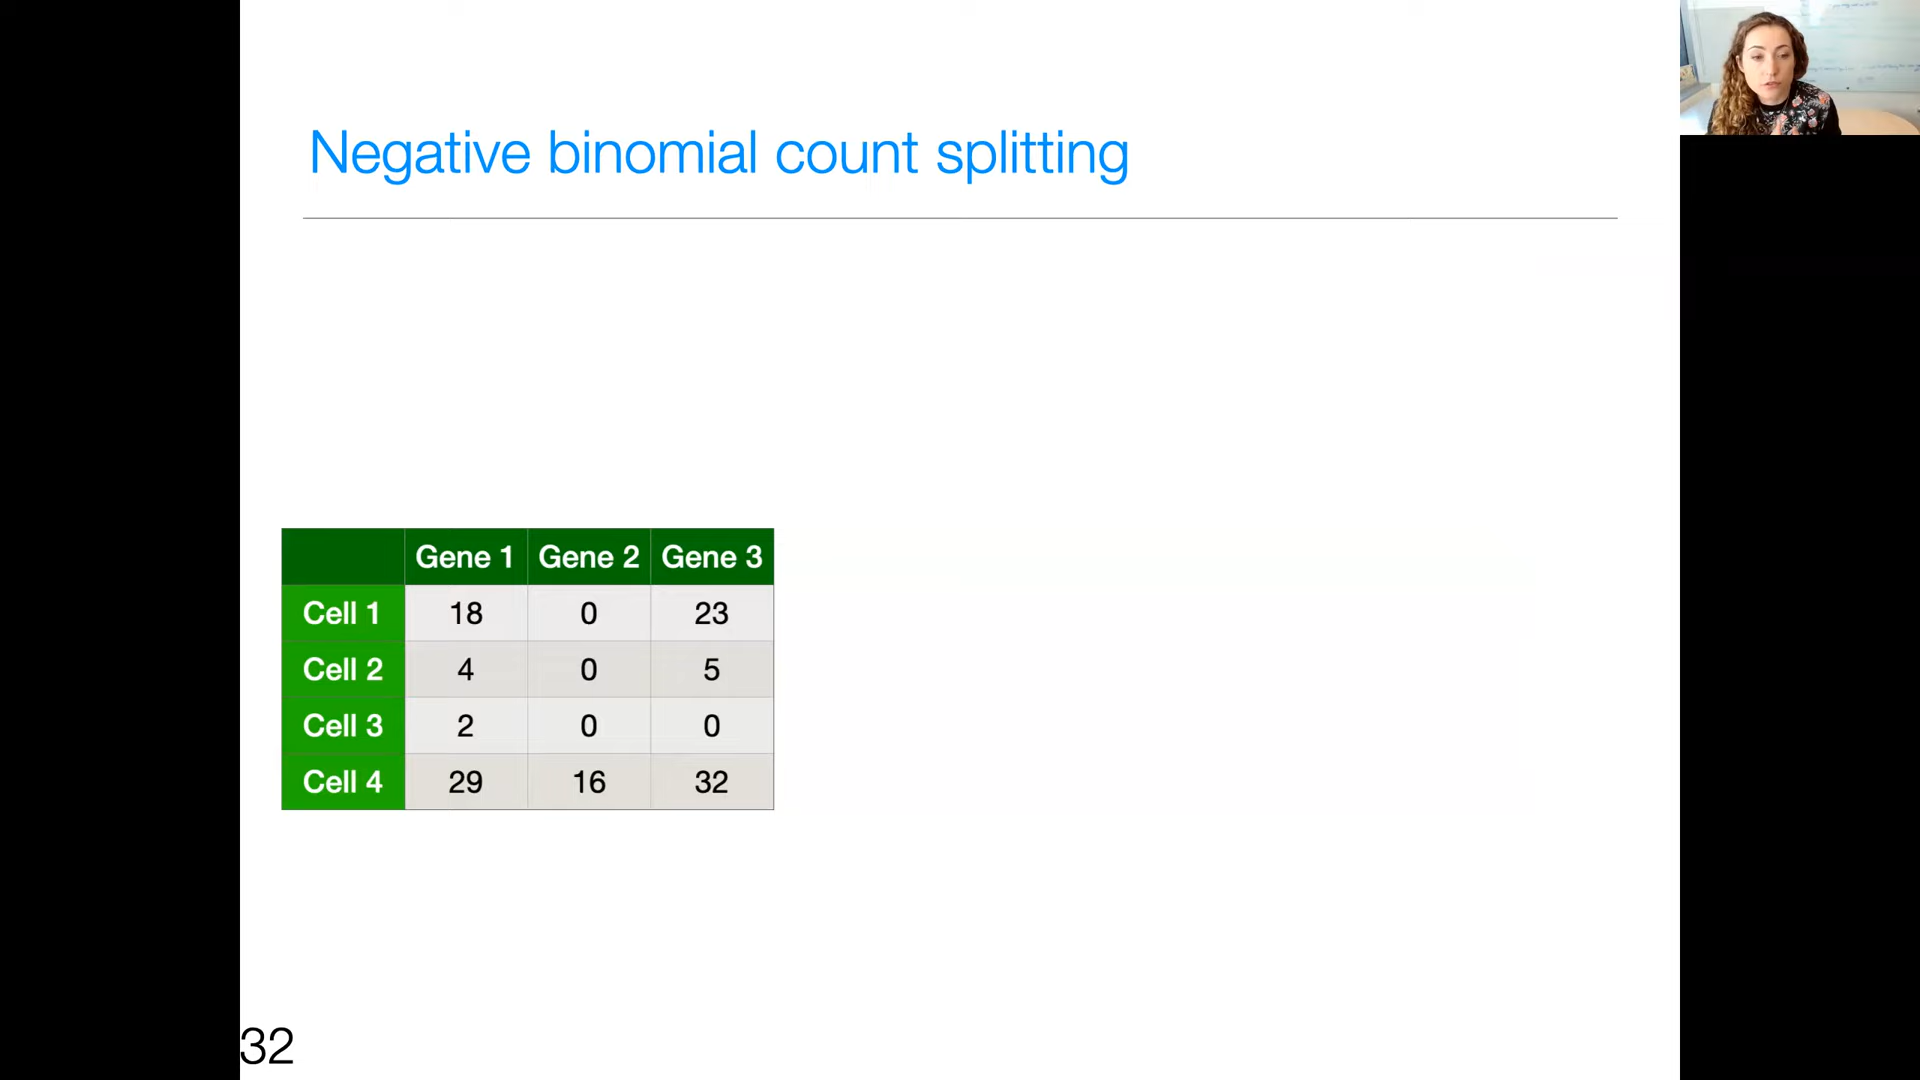 Negative binomial count splitting
Gene 1 Gene 2 Gene 3
Cell 1 18 0 23
Cell 2 4 0 5
Cell 3 2 0 0
Cell 4 29 16 32
32